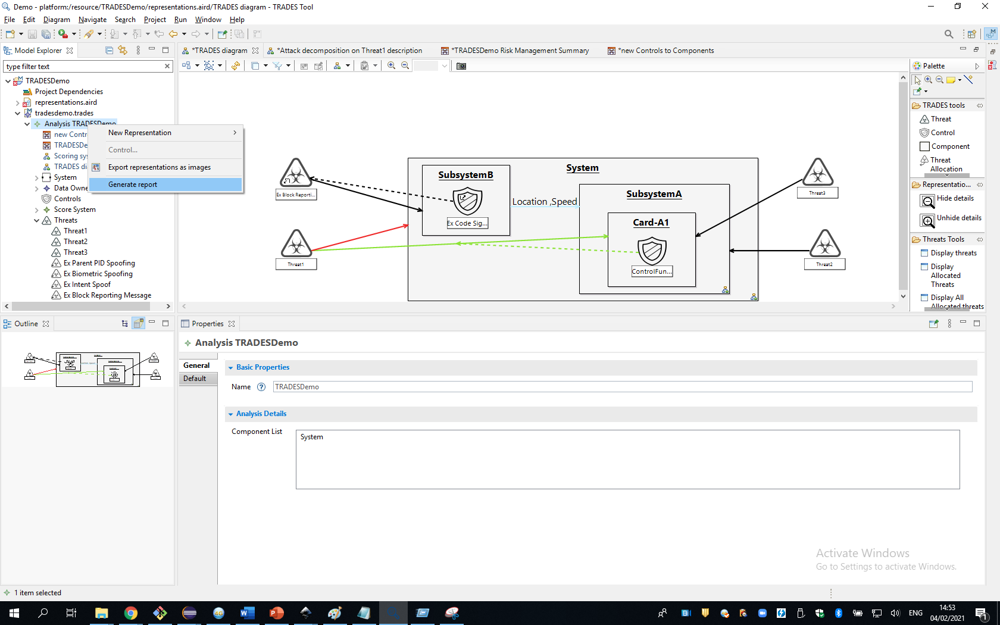 Demo - platform:/resource/TRADESDemo/representations.aird/TRADES diagram - TRADES Tool
File Edit Diagram Navigate Search Project Run Window Help
Model Explorer
*TRADES diagram
*Attack decomposition on Threat1 description
*TRADESDemo Risk Management Summary
*new Controls to Components
type filter text
TRADESDemo
Project Dependencies
representations.aird
tradesdemo.trades
Analysis TRADESDemo
new Contr
TRADESDe
Scoring sy
TRADES di
System
Data Owne
Controls
Score System
Threats
Threat1
Threat2
Threat3
Ex Parent PID Spoofing
Ex Biometric Spoofing
Ex Intent Spoof
Ex Block Reporting Message
New Representation
Control...
Export representations as images
Generate report
System
SubsystemB
Ex Code Sig...
Location ,Speed
SubsystemA
Card-A1
ControlFun...
Ex Block Reporti...
Threat1
Threat3
Threat2
Palette
TRADES tools
Threat
Control
Component
Threat
Allocation
Representatio...
Hide details
Unhide details
Threats Tools
Display threats
Display
Allocated
Threats
Display All
Allocated threats
Outline
Properties
Analysis TRADESDemo
General
Default
Basic Properties
Name
TRADESDemo
Analysis Details
Component List
System
Activate Windows
Go to Settings to activate Windows.
1 item selected
ENG
14:53
04/02/2021
1